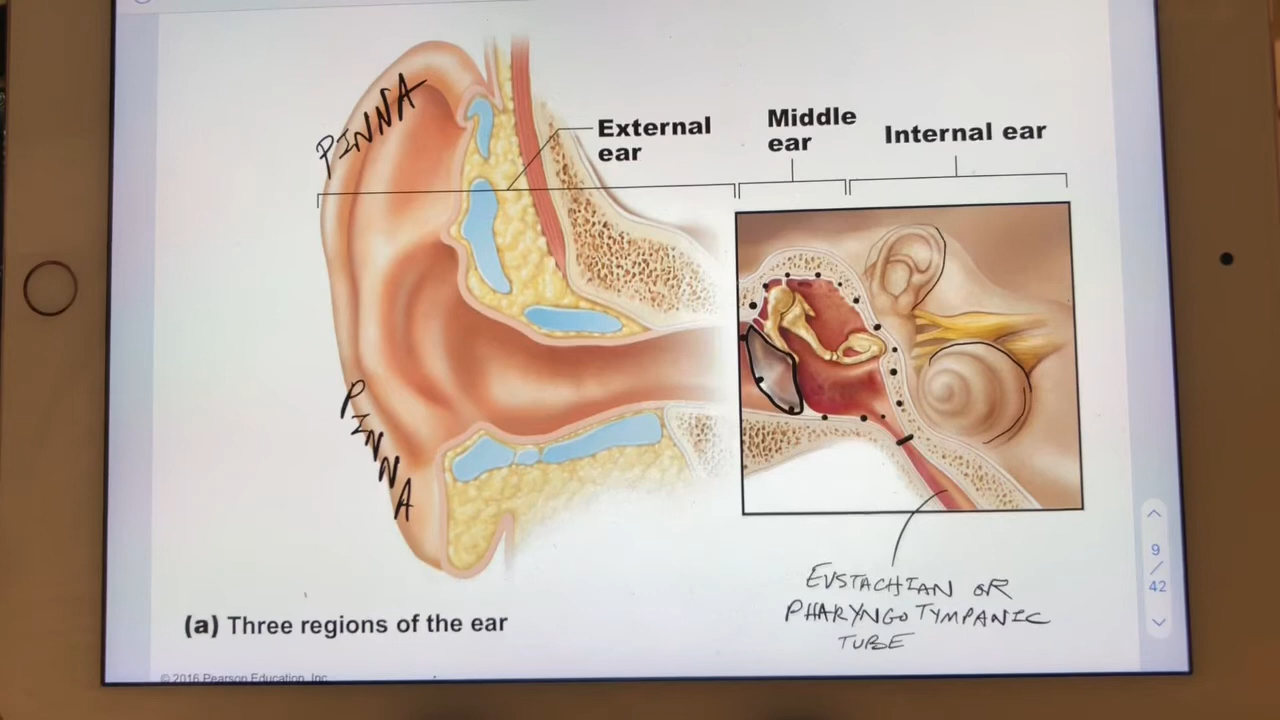 PINNA
External
ear
Middle
ear
Internal ear
PINNA
9
/
42
EUSTACHIAN OR
PHARYNGOTYMPANIC
TUBE
(a) Three regions of the ear
© 2016 Pearson Education, Inc.